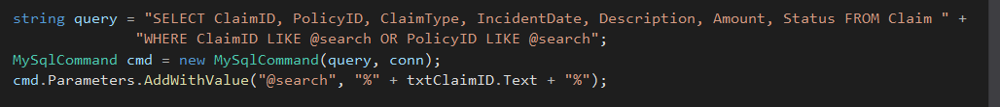 string query = "SELECT ClaimID, PolicyID, ClaimType, IncidentDate, Description, Amount, Status FROM Claim " +
"WHERE ClaimID LIKE @search OR PolicyID LIKE @search";
MySqlCommand cmd = new MySqlCommand(query, conn);
cmd.Parameters.AddWithValue("@search", "%" + txtClaimID.Text + "%");